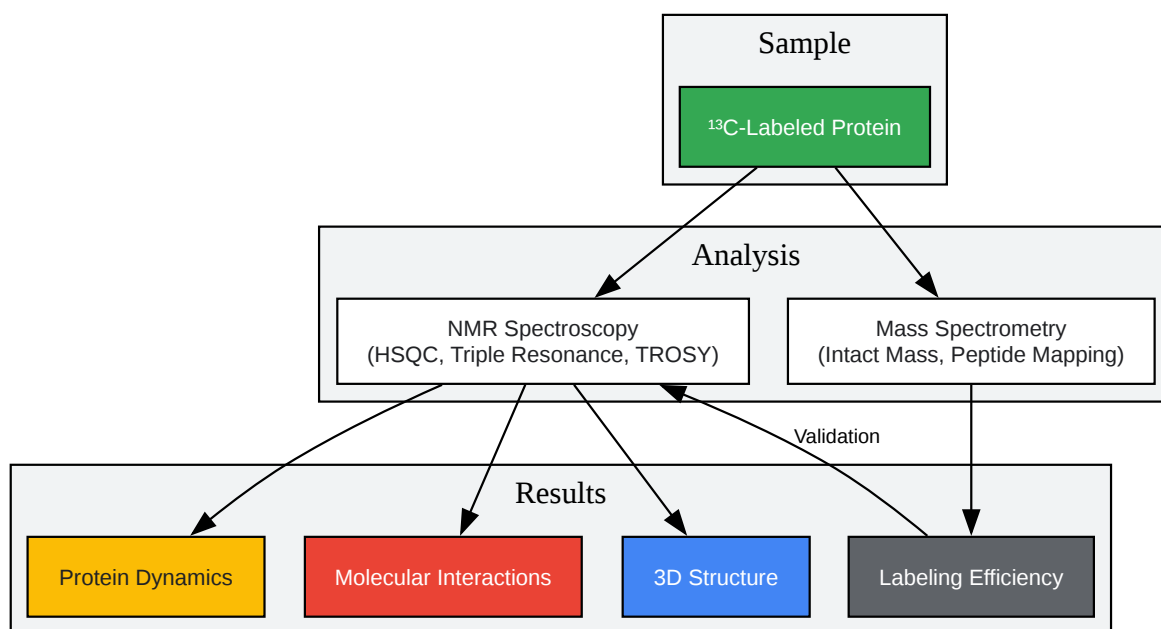 Sample
¹³C-Labeled Protein
Analysis
NMR Spectroscopy
(HSQC, Triple Resonance, TROSY)
Mass Spectrometry
(Intact Mass, Peptide Mapping)
Validation
Results
Protein Dynamics
Molecular Interactions
3D Structure
Labeling Efficiency